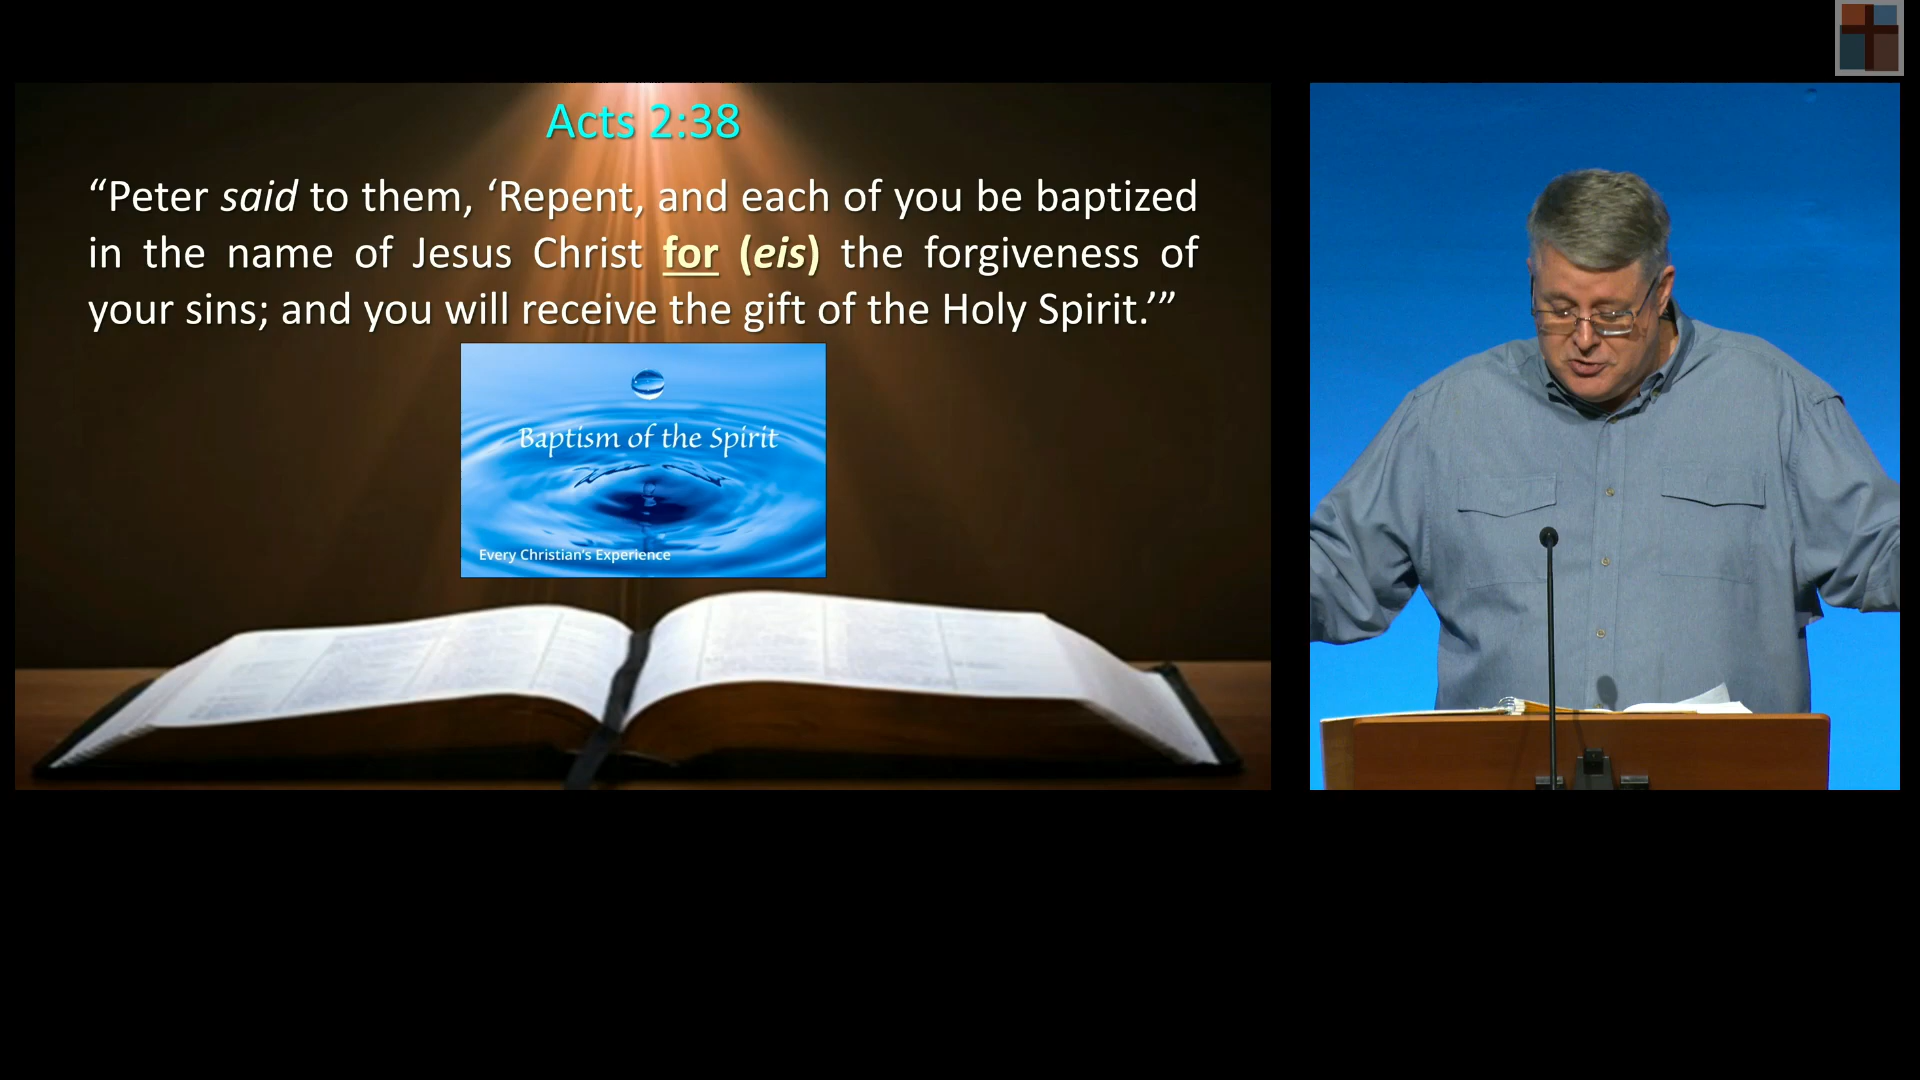 Acts 2:38
“Peter said to them, ‘Repent, and each of you be baptized
in the name of Jesus Christ for (eis) the forgiveness of
your sins; and you will receive the gift of the Holy Spirit.’”
Baptism of the Spirit
Every Christian's Experience